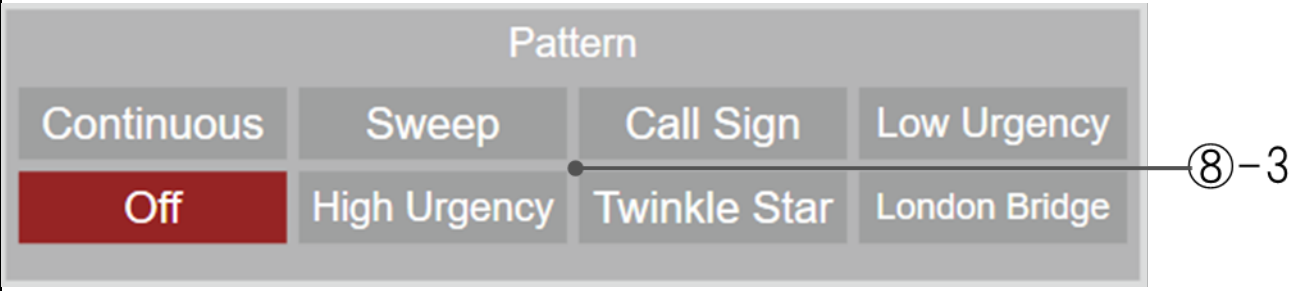 Pattern
Continuous Sweep Call Sign Low Urgency
⑧-3
Off High Urgency Twinkle Star London Bridge